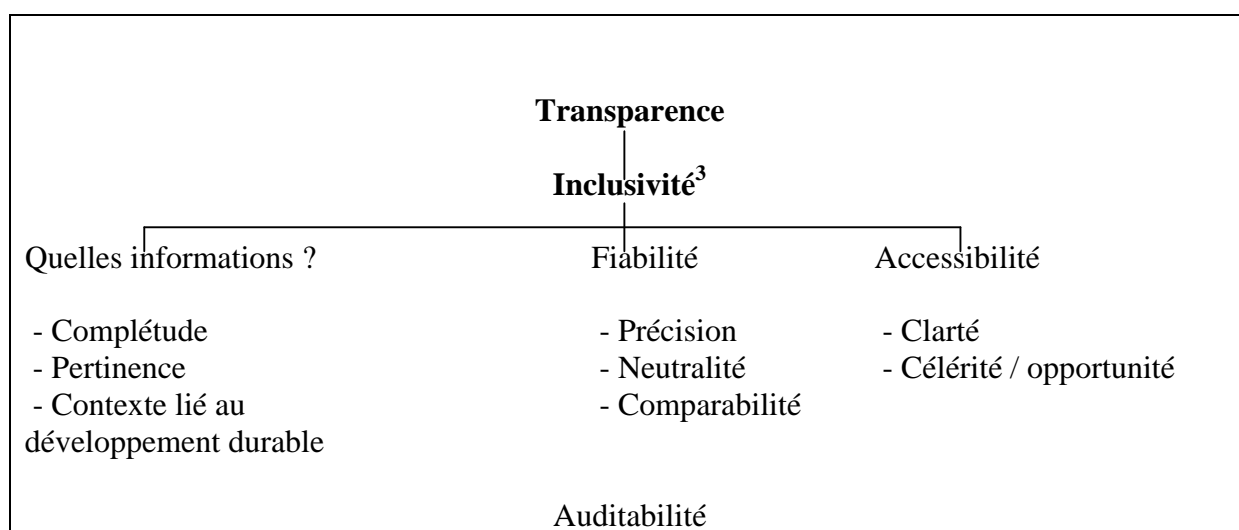 Transparence
Inclusivité³
Quelles informations ? Fiabilité Accessibilité
- Complétude - Précision - Clarté
- Pertinence - Neutralité - Célérité / opportunité
- Contexte lié au - Comparabilité
développement durable
Auditabilité